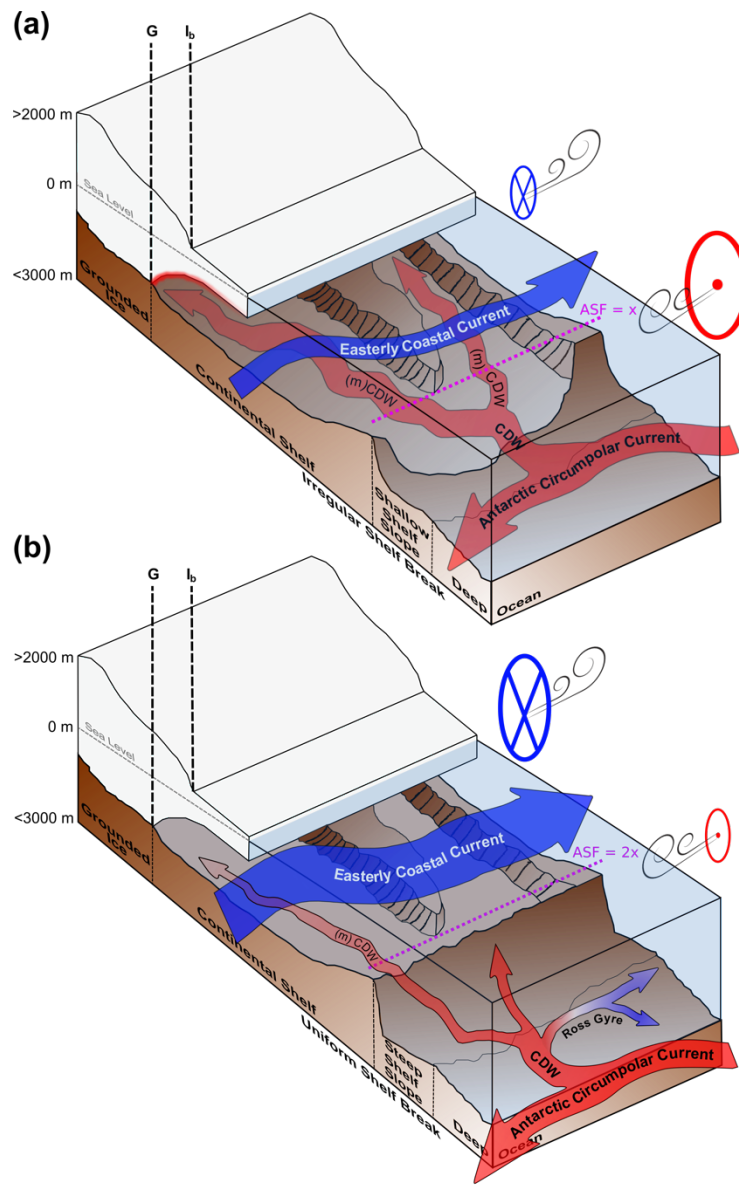 (a)
G
I_b
>2000 m
0 m
Sea Level
<3000 m
Grounded
Ice
Continental Shelf
Irregular Shelf Break
Shallow
Shelf
Slope
Deep
Ocean
Easterly Coastal Current
ASF = x
(m)CDW
(m) CDW
CDW
Antarctic Circumpolar Current
(b)
G
I_b
>2000 m
0 m
Sea Level
<3000 m
Grounded
Ice
Continental Shelf
Uniform Shelf Break
Steep
Shelf
Slope
Deep
Ocean
Easterly Coastal Current
ASF = 2x
(m) CDW
CDW
Ross Gyre
Antarctic Circumpolar Current